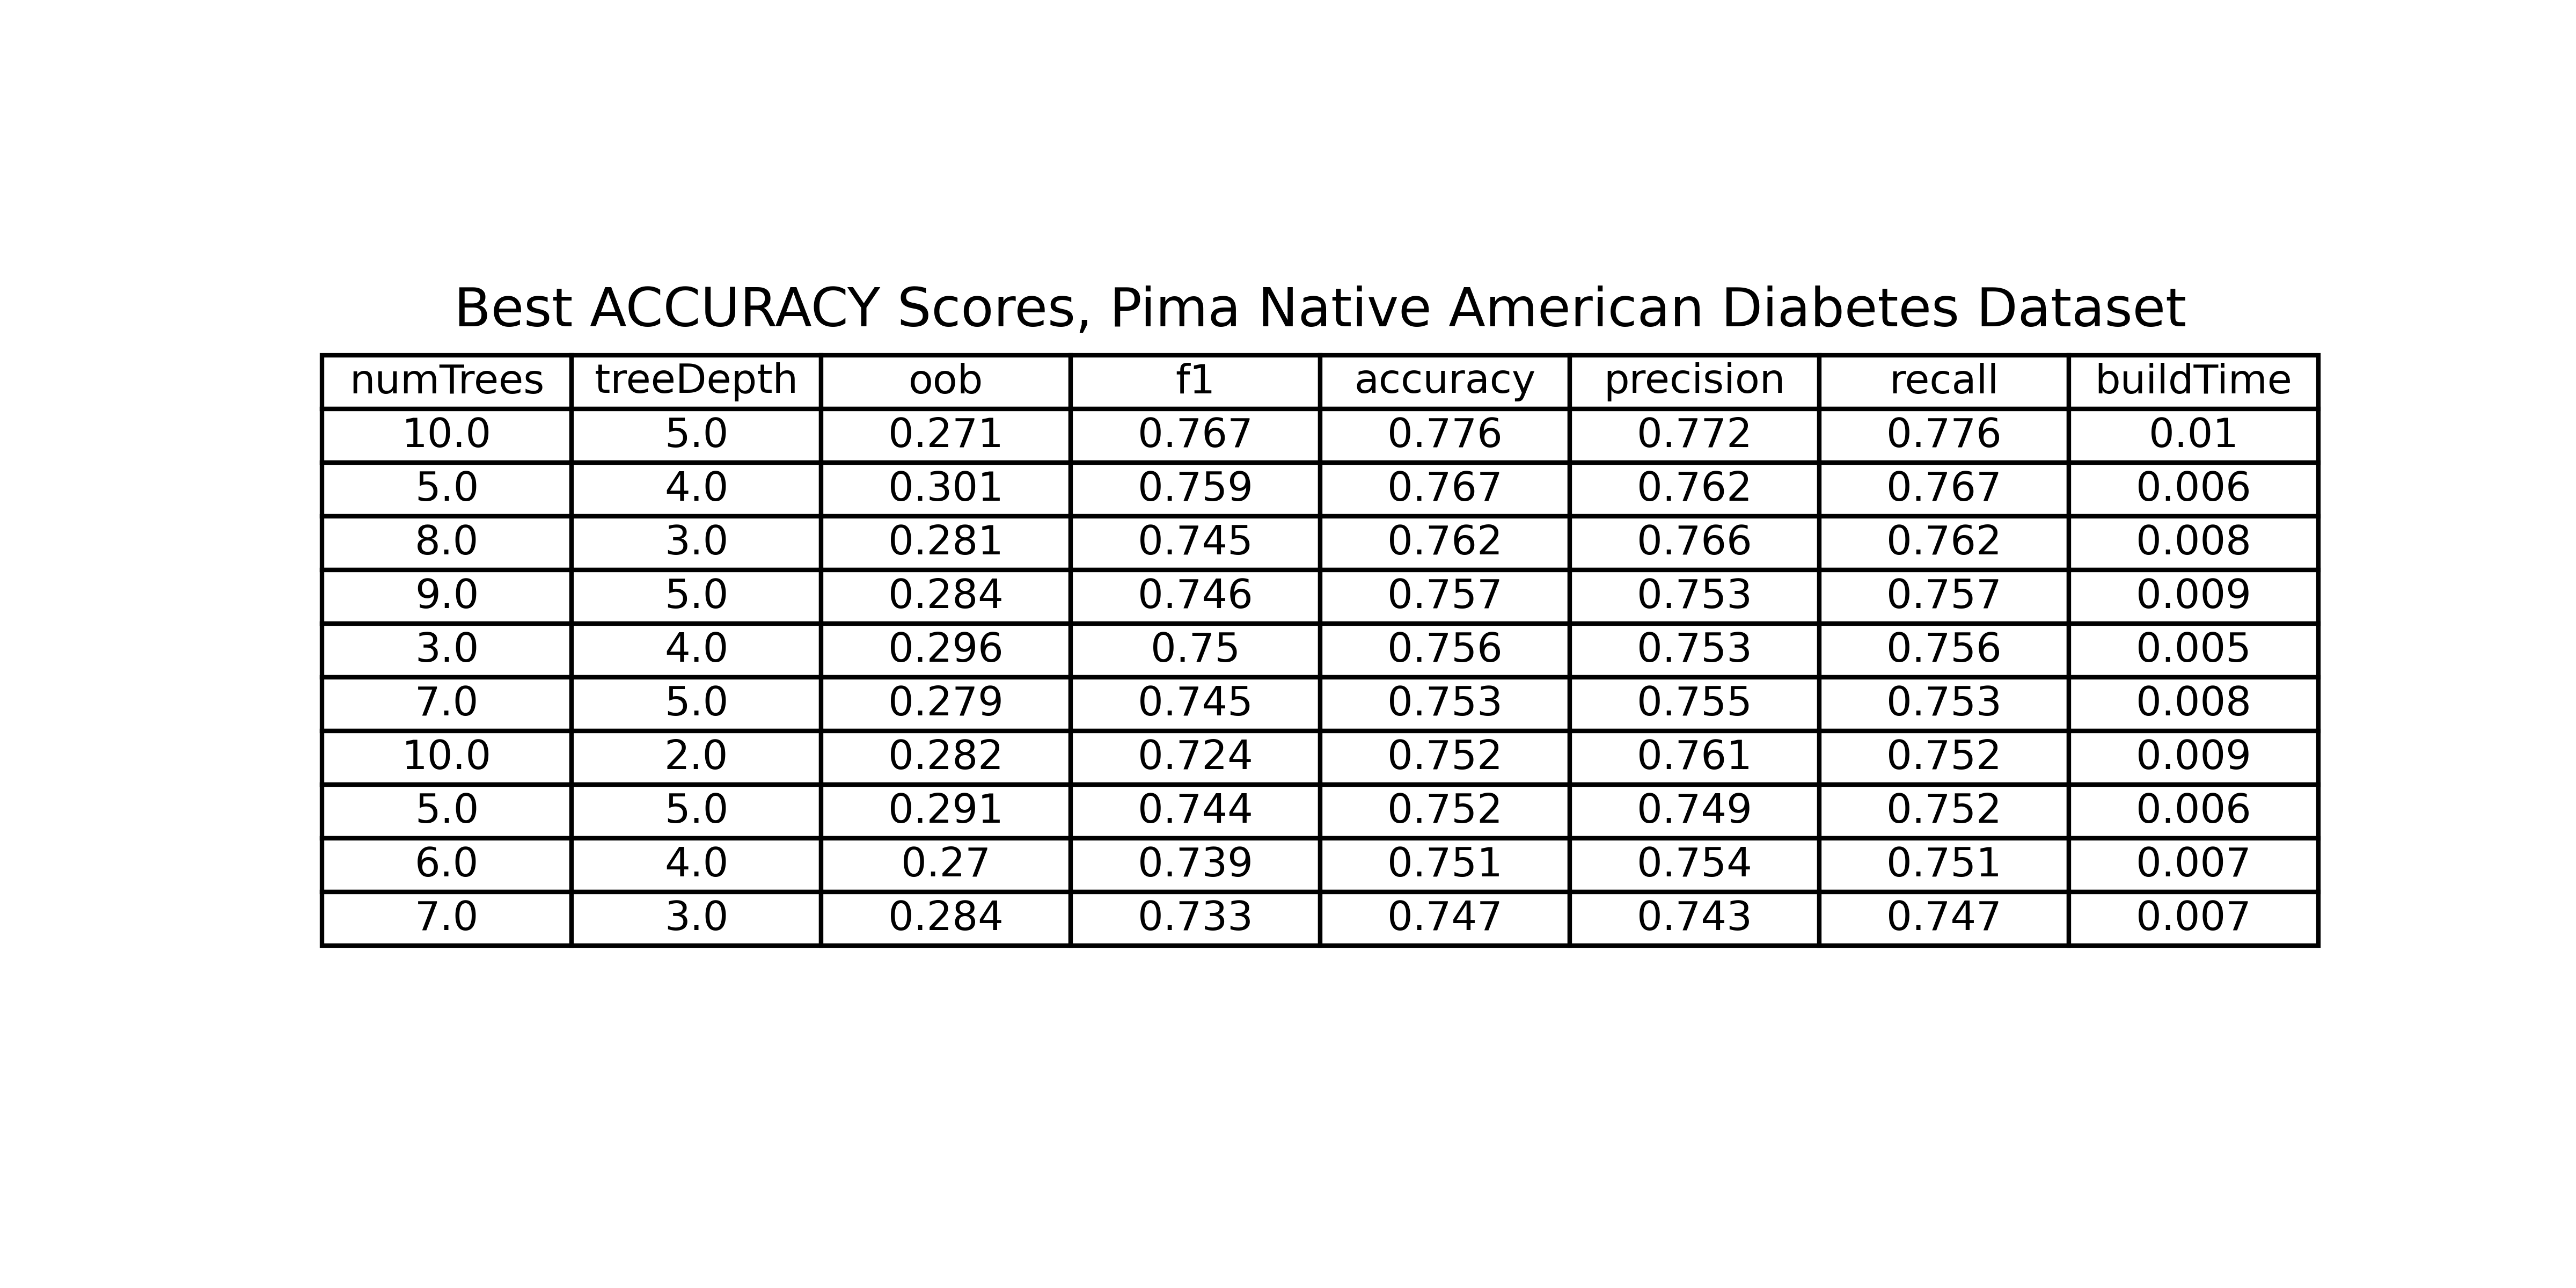 Best ACCURACY Scores, Pima Native American Diabetes Dataset
numTrees treeDepth oob f1 accuracy precision recall buildTime
10.0 5.0 0.271 0.767 0.776 0.772 0.776 0.01
5.0 4.0 0.301 0.759 0.767 0.762 0.767 0.006
8.0 3.0 0.281 0.745 0.762 0.766 0.762 0.008
9.0 5.0 0.284 0.746 0.757 0.753 0.757 0.009
3.0 4.0 0.296 0.75 0.756 0.753 0.756 0.005
7.0 5.0 0.279 0.745 0.753 0.755 0.753 0.008
10.0 2.0 0.282 0.724 0.752 0.761 0.752 0.009
5.0 5.0 0.291 0.744 0.752 0.749 0.752 0.006
6.0 4.0 0.27 0.739 0.751 0.754 0.751 0.007
7.0 3.0 0.284 0.733 0.747 0.743 0.747 0.007